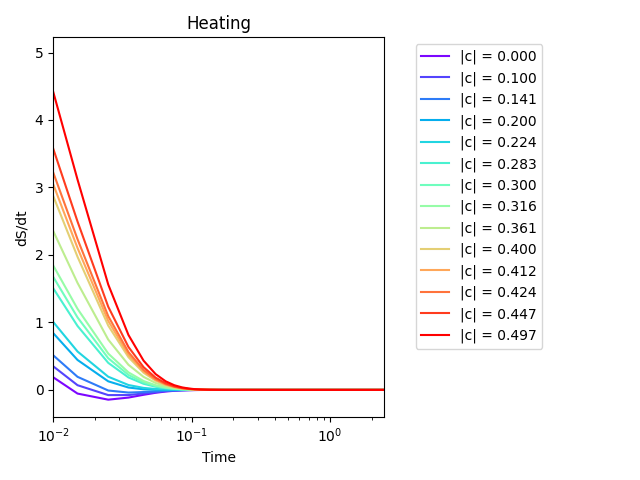 Heating
5
4
3
2
1
0
dS/dt
10⁻²
10⁻¹
10⁰
Time
|c| = 0.000
|c| = 0.100
|c| = 0.141
|c| = 0.200
|c| = 0.224
|c| = 0.283
|c| = 0.300
|c| = 0.316
|c| = 0.361
|c| = 0.400
|c| = 0.412
|c| = 0.424
|c| = 0.447
|c| = 0.497